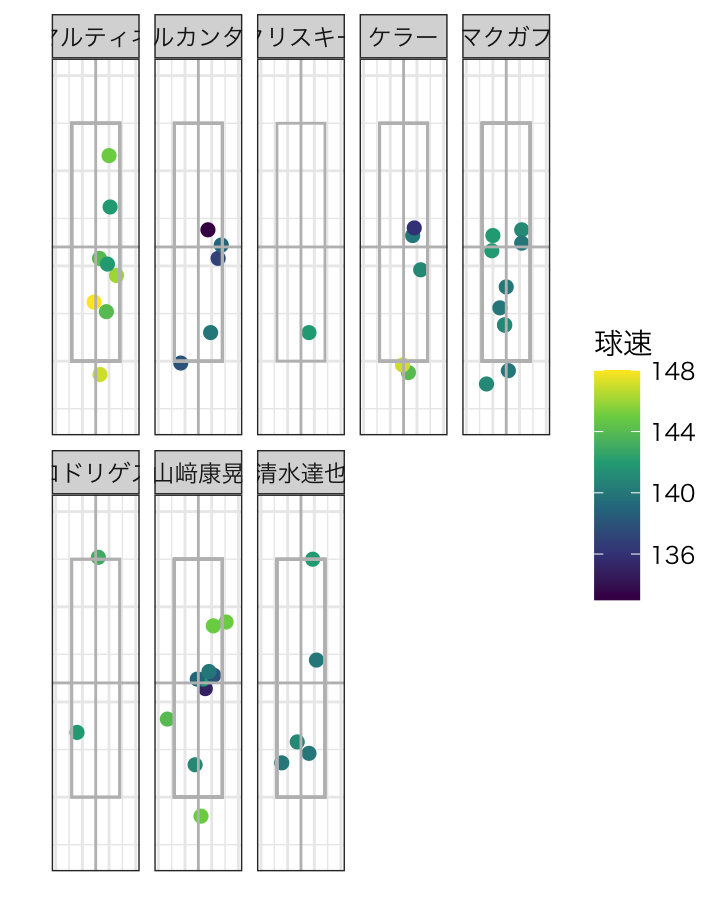 マルティネ
ルカンタ
クリスキー
ケラー
マクガフ
ロドリゲス
山﨑康晃
清水達也
球速
148
144
140
136